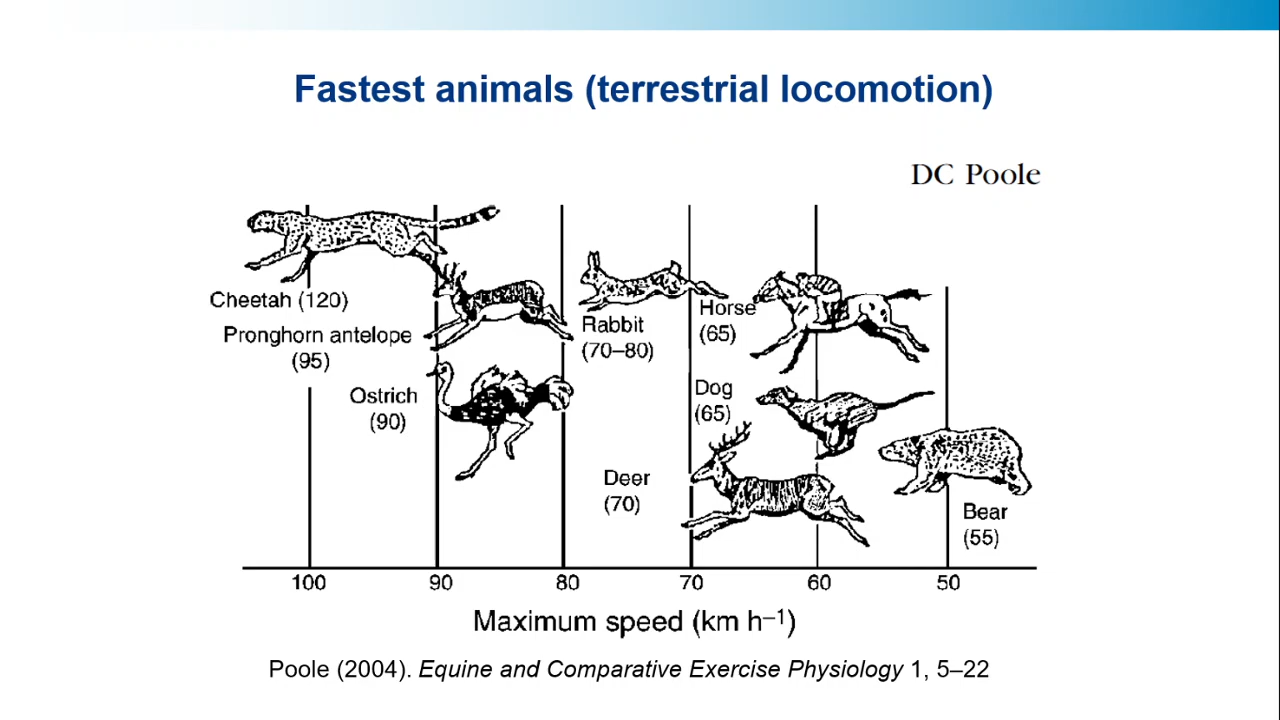 Fastest animals (terrestrial locomotion)
DC Poole
Cheetah (120)
Pronghorn antelope
(95)
Ostrich
(90)
Rabbit
(70–80)
Horse
(65)
Dog
(65)
Deer
(70)
Bear
(55)
100 90 80 70 60 50
Maximum speed (km h–1)
Poole (2004). Equine and Comparative Exercise Physiology 1, 5–22